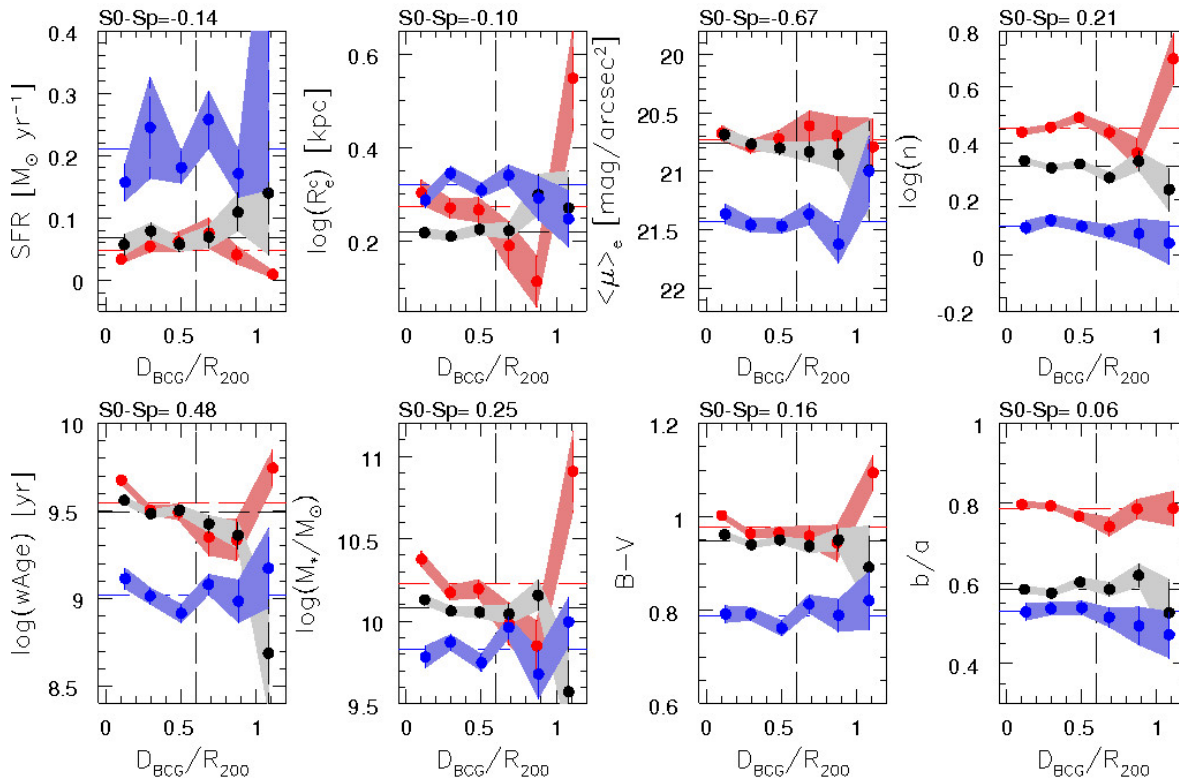 S0-Sp=-0.14
SFR [M⊙ yr−1]
0.4
0.3
0.2
0.1
0
0 0.5 1
D_BCG/R_200
S0-Sp=-0.10
log(R_e^c) [kpc]
0.6
0.4
0.2
0
0 0.5 1
D_BCG/R_200
S0-Sp=-0.67
<μ>_e [mag/arcsec²]
20
20.5
21
21.5
22
0 0.5 1
D_BCG/R_200
S0-Sp= 0.21
log(n)
0.8
0.6
0.4
0.2
0
-0.2
0 0.5 1
D_BCG/R_200
S0-Sp= 0.48
log(wAge) [yr]
10
9.5
9
8.5
0 0.5 1
D_BCG/R_200
S0-Sp= 0.25
log(M_*/M_⊙)
11
10.5
10
9.5
0 0.5 1
D_BCG/R_200
S0-Sp= 0.16
B−V
1.2
1
0.8
0.6
0 0.5 1
D_BCG/R_200
S0-Sp= 0.06
b/a
1
0.8
0.6
0.4
0 0.5 1
D_BCG/R_200